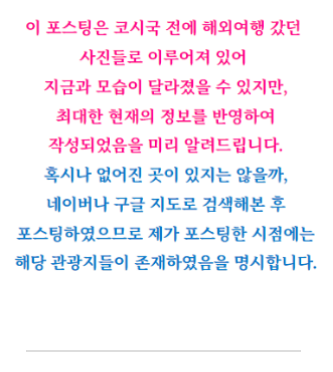 이 포스팅은 코시국 전에 해외여행 갔던
사진들로 이루어져 있어
지금과 모습이 달라졌을 수 있지만,
최대한 현재의 정보를 반영하여
작성되었음을 미리 알려드립니다.
혹시나 없어진 곳이 있지는 않을까,
네이버나 구글 지도로 검색해본 후
포스팅하였으므로 제가 포스팅한 시점에는
해당 관광지들이 존재하였음을 명시합니다.